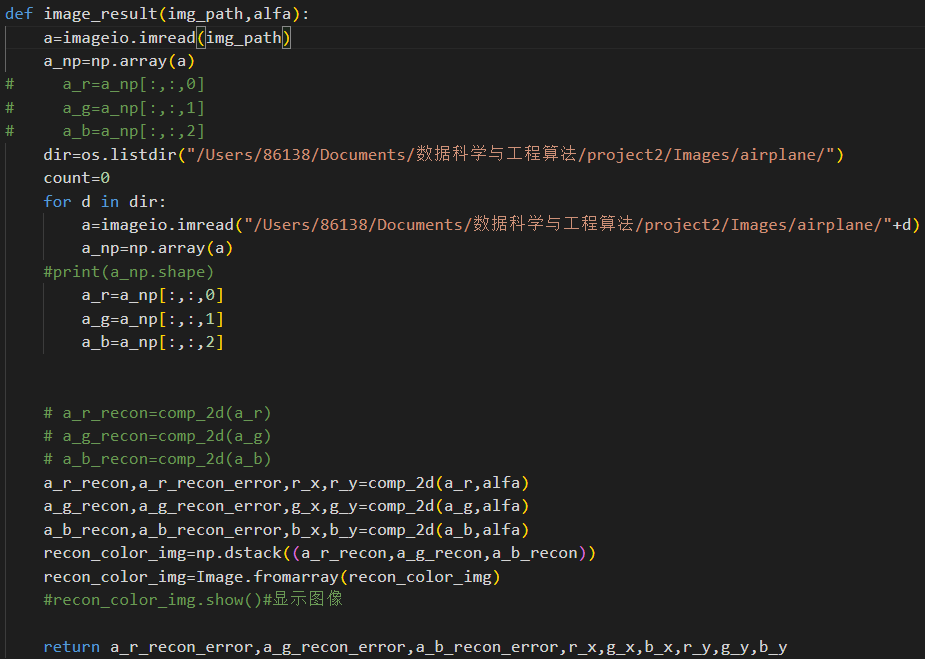 def image_result(img_path,alfa):
    a=imageio.imread(img_path)
    a_np=np.array(a)
#     a_r=a_np[:,:,0]
#     a_g=a_np[:,:,1]
#     a_b=a_np[:,:,2]
    dir=os.listdir("/Users/86138/Documents/数据科学与工程算法/project2/Images/airplane/")
    count=0
    for d in dir:
        a=imageio.imread("/Users/86138/Documents/数据科学与工程算法/project2/Images/airplane/"+d)
        a_np=np.array(a)
    #print(a_np.shape)
        a_r=a_np[:,:,0]
        a_g=a_np[:,:,1]
        a_b=a_np[:,:,2]
    # a_r_recon=comp_2d(a_r)
    # a_g_recon=comp_2d(a_g)
    # a_b_recon=comp_2d(a_b)
    a_r_recon,a_r_recon_error,r_x,r_y=comp_2d(a_r,alfa)
    a_g_recon,a_g_recon_error,g_x,g_y=comp_2d(a_g,alfa)
    a_b_recon,a_b_recon_error,b_x,b_y=comp_2d(a_b,alfa)
    recon_color_img=np.dstack((a_r_recon,a_g_recon,a_b_recon))
    recon_color_img=Image.fromarray(recon_color_img)
    #recon_color_img.show()#显示图像
    return a_r_recon_error,a_g_recon_error,a_b_recon_error,r_x,g_x,b_x,r_y,g_y,b_y